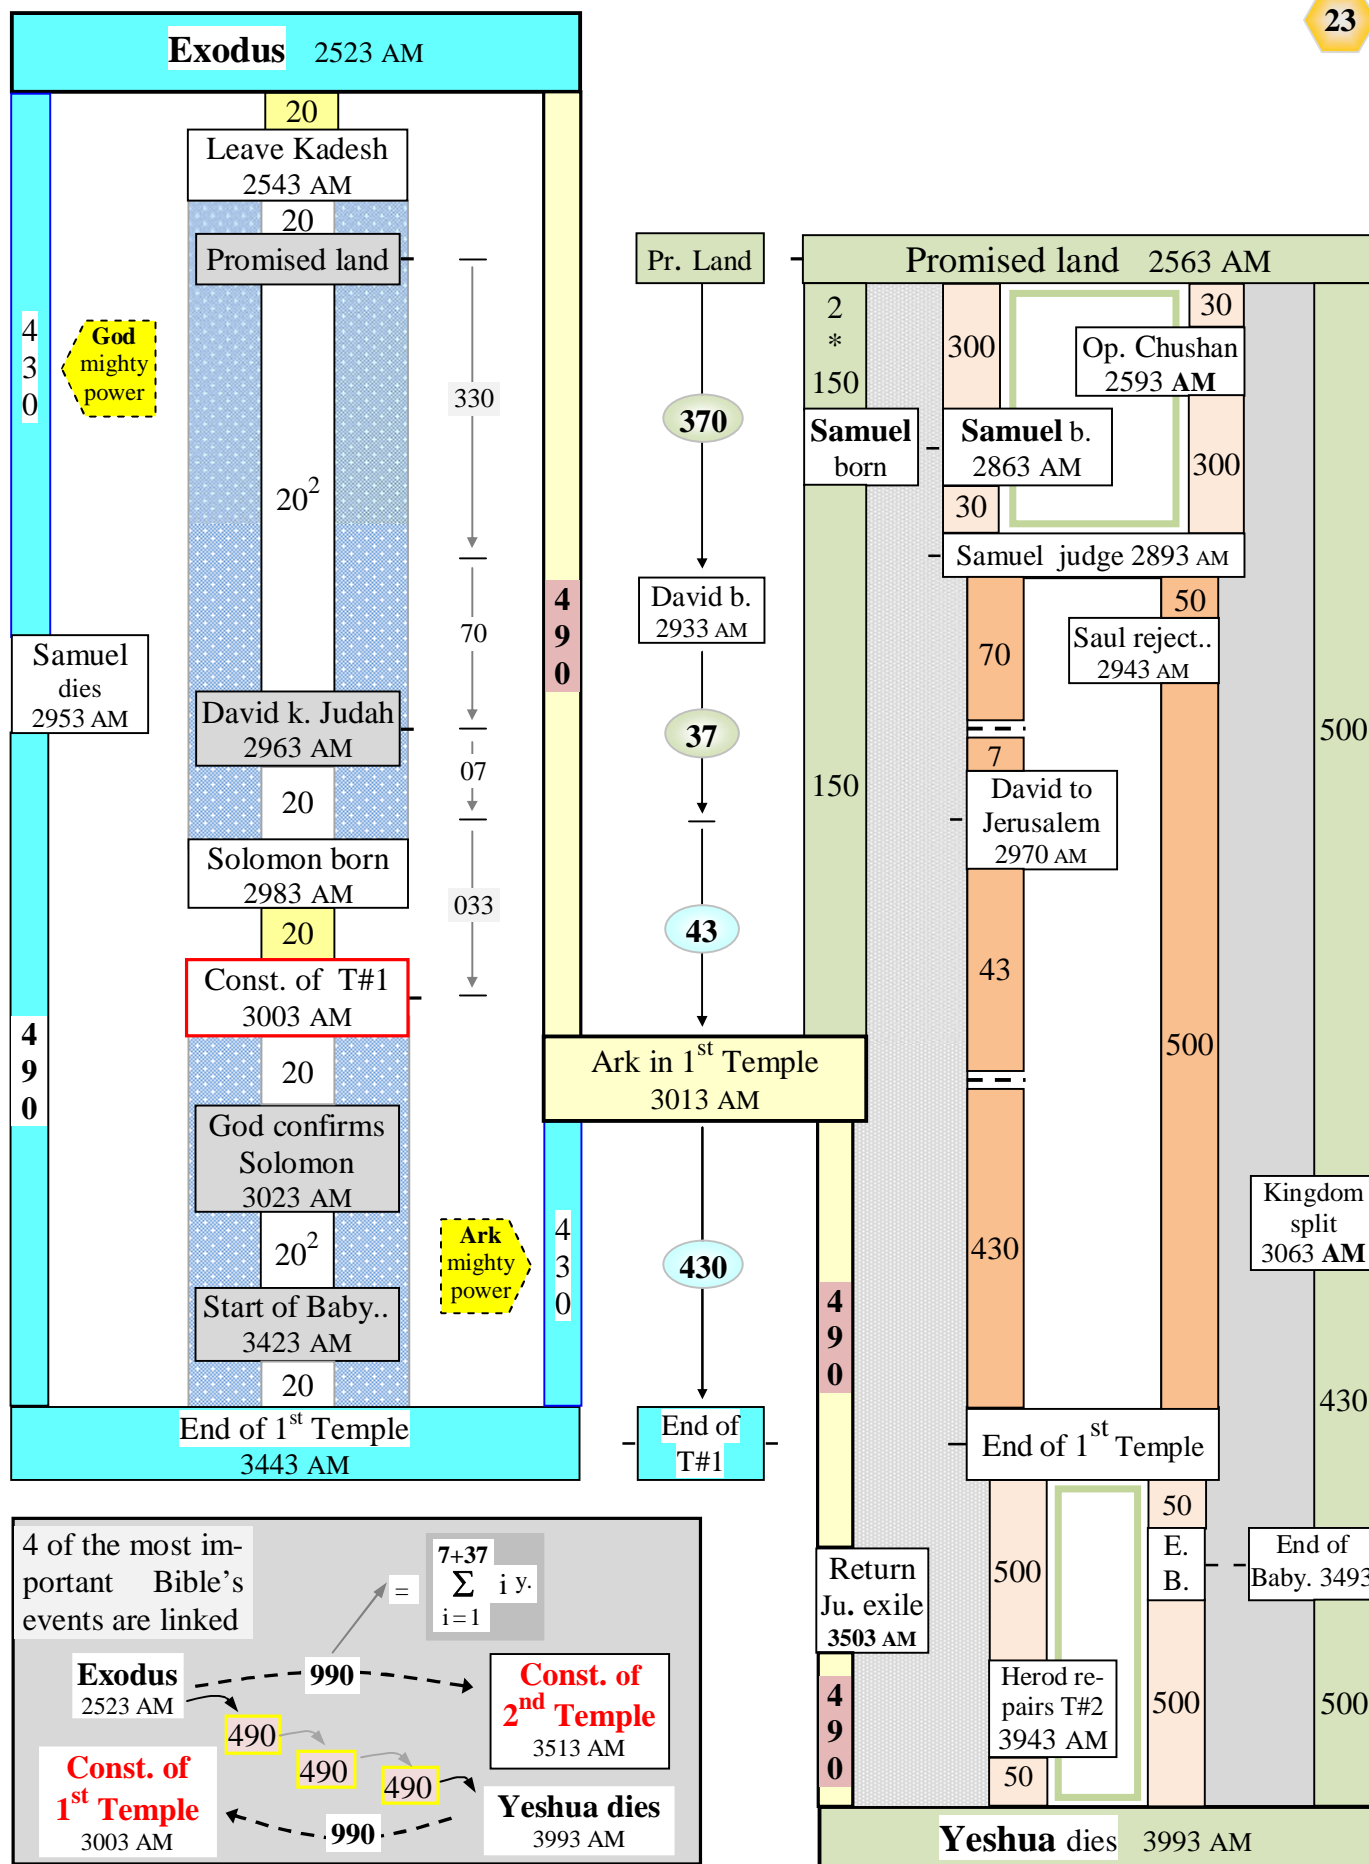 23
Exodus 2523 AM
20
Leave Kadesh
2543 AM
20
Promised land
4
3
0
God
mighty
power
330
20²
70
Samuel
dies
2953 AM
David k. Judah
2963 AM
07
20
Solomon born
2983 AM
033
20
Const. of T#1
3003 AM
4
9
0
20
God confirms
Solomon
3023 AM
20²
Start of Baby..
3423 AM
20
Ark
mighty
power
4
3
0
End of 1st Temple
3443 AM
4
9
0
Pr. Land
370
David b.
2933 AM
37
43
Ark in 1st Temple
3013 AM
430
End of
T#1
Promised land 2563 AM
2
*
150
Samuel
born
150
300
Samuel b.
2863 AM
30
30
Op. Chushan
2593 AM
300
Samuel judge 2893 AM
70
50
Saul reject..
2943 AM
7
David to
Jerusalem
2970 AM
43
500
430
500
Kingdom
split
3063 AM
430
4
9
0
End of 1st Temple
500
50
E.
B.
End of
Baby. 3493
Return
Ju. exile
3503 AM
4
9
0
Herod re-
pairs T#2
3943 AM
50
500
500
Yeshua dies 3993 AM
4 of the most im-
portant Bible's
events are linked
=
7+37
Σ i y.
i=1
Exodus
2523 AM
990
Const. of
2nd Temple
3513 AM
490
490
490
Const. of
1st Temple
3003 AM
990
Yeshua dies
3993 AM